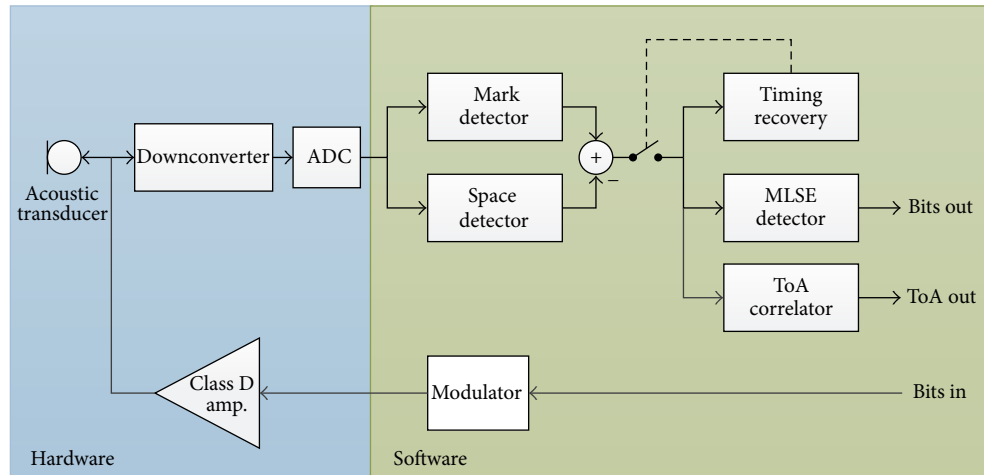 Acoustic
transducer
Downconverter
ADC
Mark
detector
Space
detector
+
−
Timing
recovery
MLSE
detector
Bits out
ToA
correlator
ToA out
Class D
amp.
Modulator
Bits in
Hardware
Software